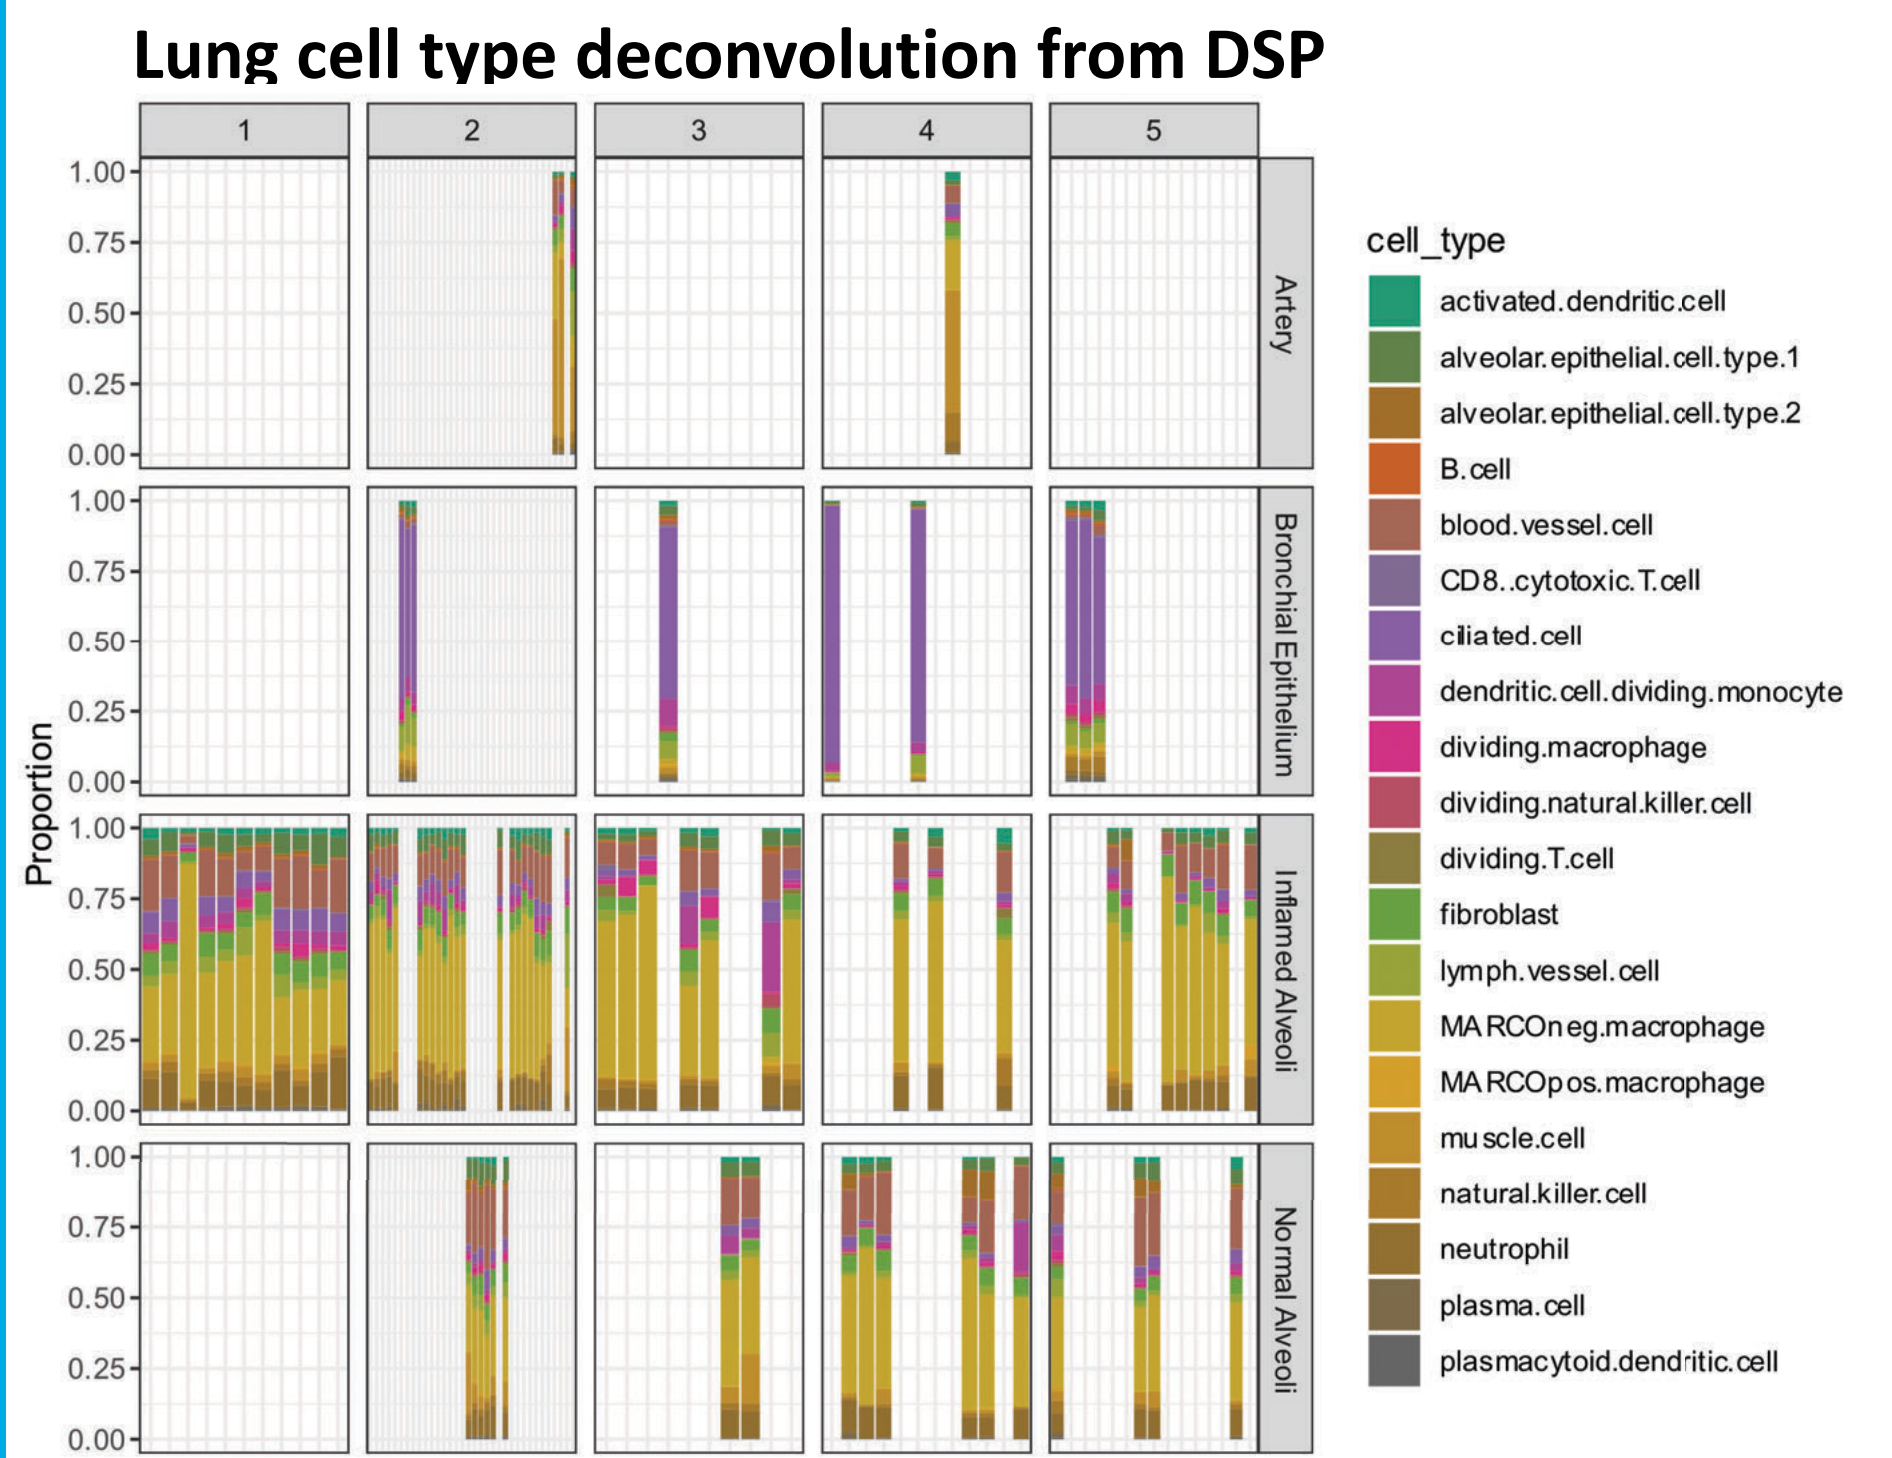 Lung cell type deconvolution from DSP
1 2 3 4 5
1.00
0.75
0.50
0.25
0.00
Artery
1.00
0.75
0.50
0.25
0.00
Bronchial Epithelium
1.00
0.75
0.50
0.25
0.00
Inflamed Alveoli
1.00
0.75
0.50
0.25
0.00
Normal Alveoli
Proportion
cell_type
activated.dendritic.cell
alveolar.epithelial.cell.type.1
alveolar.epithelial.cell.type.2
B.cell
blood.vessel.cell
CD8..cytotoxic.T.cell
ciliated.cell
dendritic.cell.dividing.monocyte
dividing.macrophage
dividing.natural.killer.cell
dividing.T.cell
fibroblast
lymph.vessel.cell
MARCOneg.macrophage
MARCOpos.macrophage
muscle.cell
natural.killer.cell
neutrophil
plasma.cell
plasmacytoid.dendritic.cell